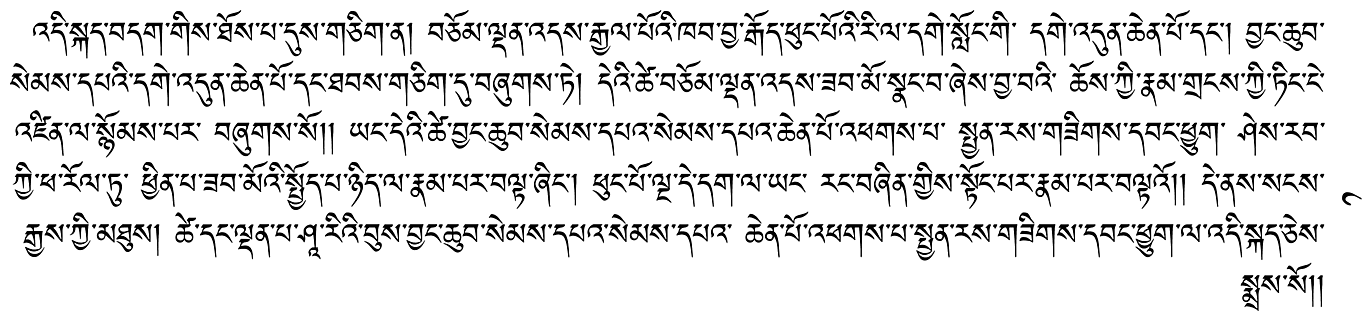 འདི་སྐད་བདག་གིས་ཐོས་པ་དུས་གཅིག་ན། བཅོམ་ལྡན་འདས་རྒྱལ་པོའི་ཁབ་བྱ་རྒོད་ཕུང་པོའི་རི་ལ་དགེ་སློང་གི་ དགེ་འདུན་ཆེན་པོ་དང་། བྱང་ཆུབ་
སེམས་དཔའི་དགེ་འདུན་ཆེན་པོ་དང་ཐབས་གཅིག་ཏུ་བཞུགས་ཏེ། དེའི་ཚེ་བཅོམ་ལྡན་འདས་ཟབ་མོ་སྣང་བ་ཞེས་བྱ་བའི་ ཆོས་ཀྱི་རྣམ་གྲངས་ཀྱི་ཏིང་ངེ་
འཛིན་ལ་སྙོམས་པར་ བཞུགས་སོ།། ཡང་དེའི་ཚེ་བྱང་ཆུབ་སེམས་དཔའ་སེམས་དཔའ་ཆེན་པོ་འཕགས་པ་ སྤྱན་རས་གཟིགས་དབང་ཕྱུག་ ཤེས་རབ་
ཀྱི་ཕ་རོལ་ཏུ་ ཕྱིན་པ་ཟབ་མོའི་སྤྱོད་པ་ཉིད་ལ་རྣམ་པར་བལྟ་ཞིང་། ཕུང་པོ་ལྔ་དེ་དག་ལ་ཡང་ རང་བཞིན་གྱིས་སྟོང་པར་རྣམ་པར་བལྟའོ།། དེ་ནས་སངས་
རྒྱས་ཀྱི་མཐུས། ཚེ་དང་ལྡན་པ་ཤཱ་རིའི་བུས་བྱང་ཆུབ་སེམས་དཔའ་སེམས་དཔའ་ ཆེན་པོ་འཕགས་པ་སྤྱན་རས་གཟིགས་དབང་ཕྱུག་ལ་འདི་སྐད་ཅེས་
སྨྲས་སོ།།